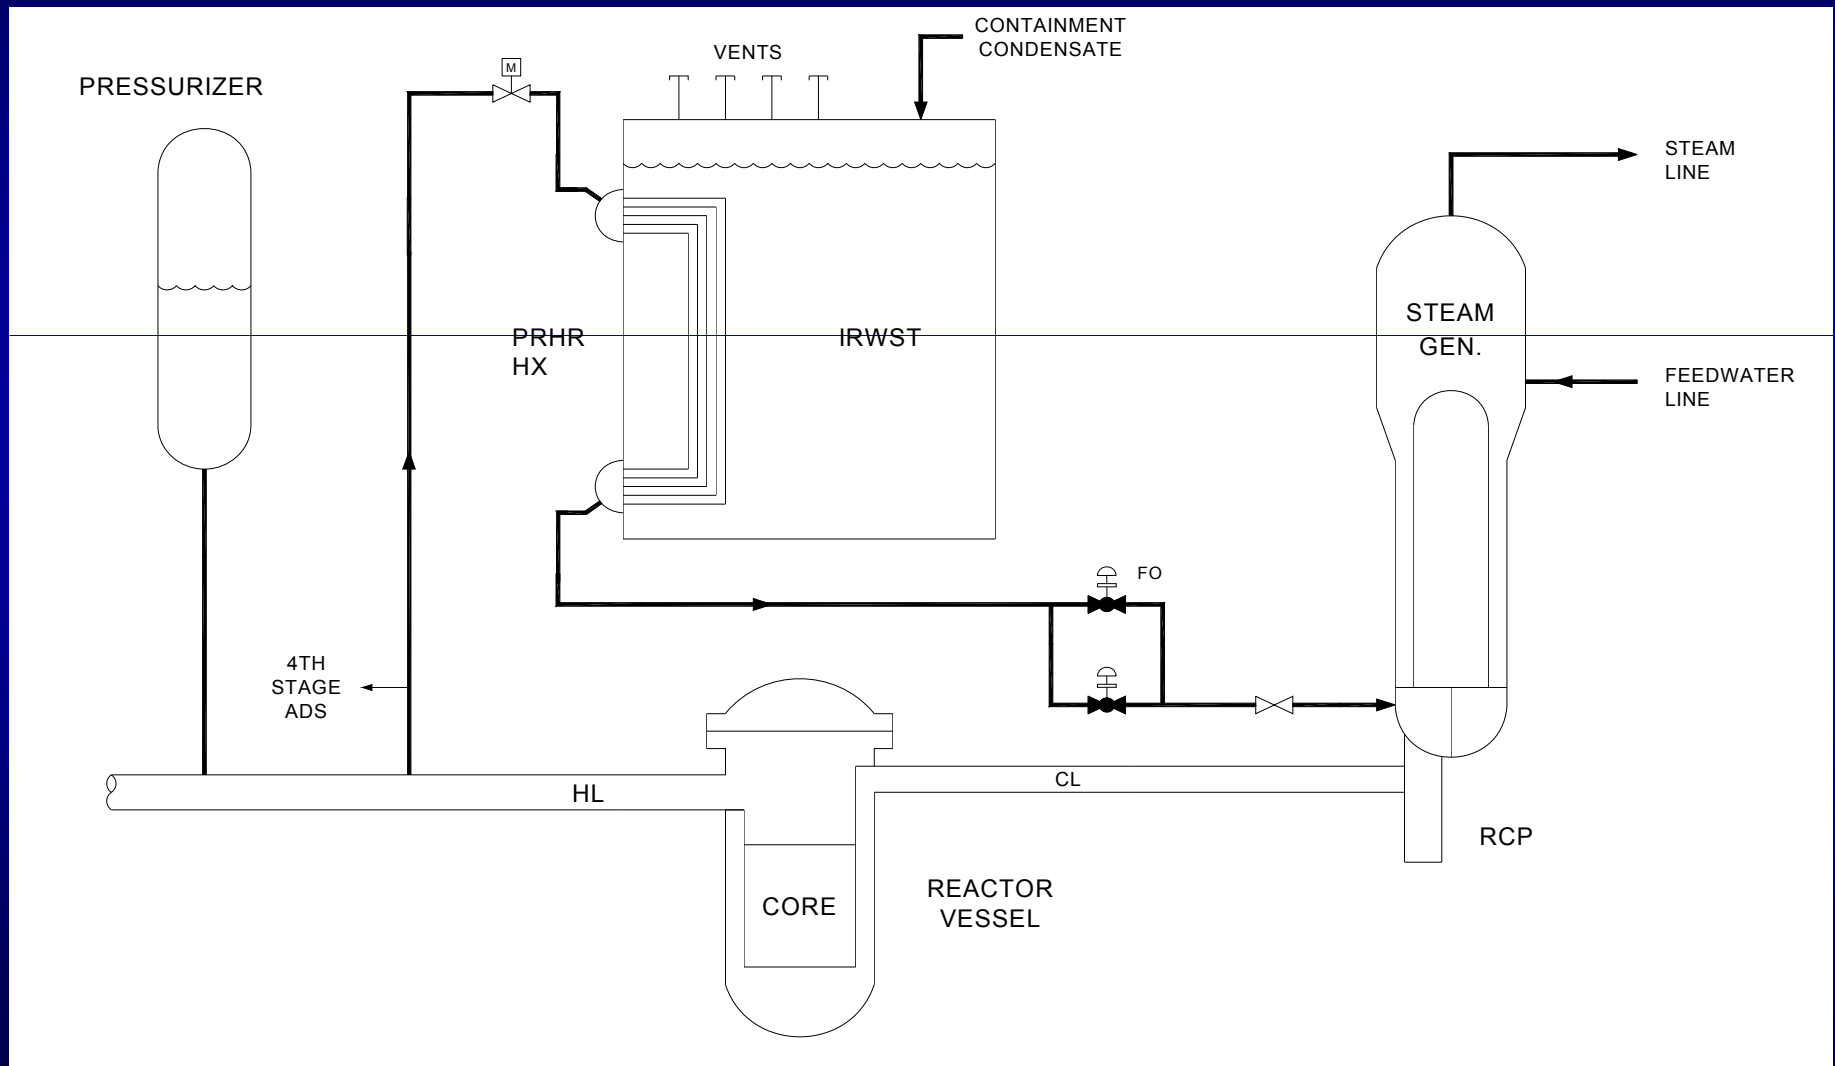 CONTAINMENT
CONDENSATE
VENTS
M
PRESSURIZER
STEAM
LINE
STEAM
GEN.
PRHR
HX
IRWST
FEEDWATER
LINE
FO
4TH
STAGE
ADS
HL
CL
RCP
CORE
REACTOR
VESSEL